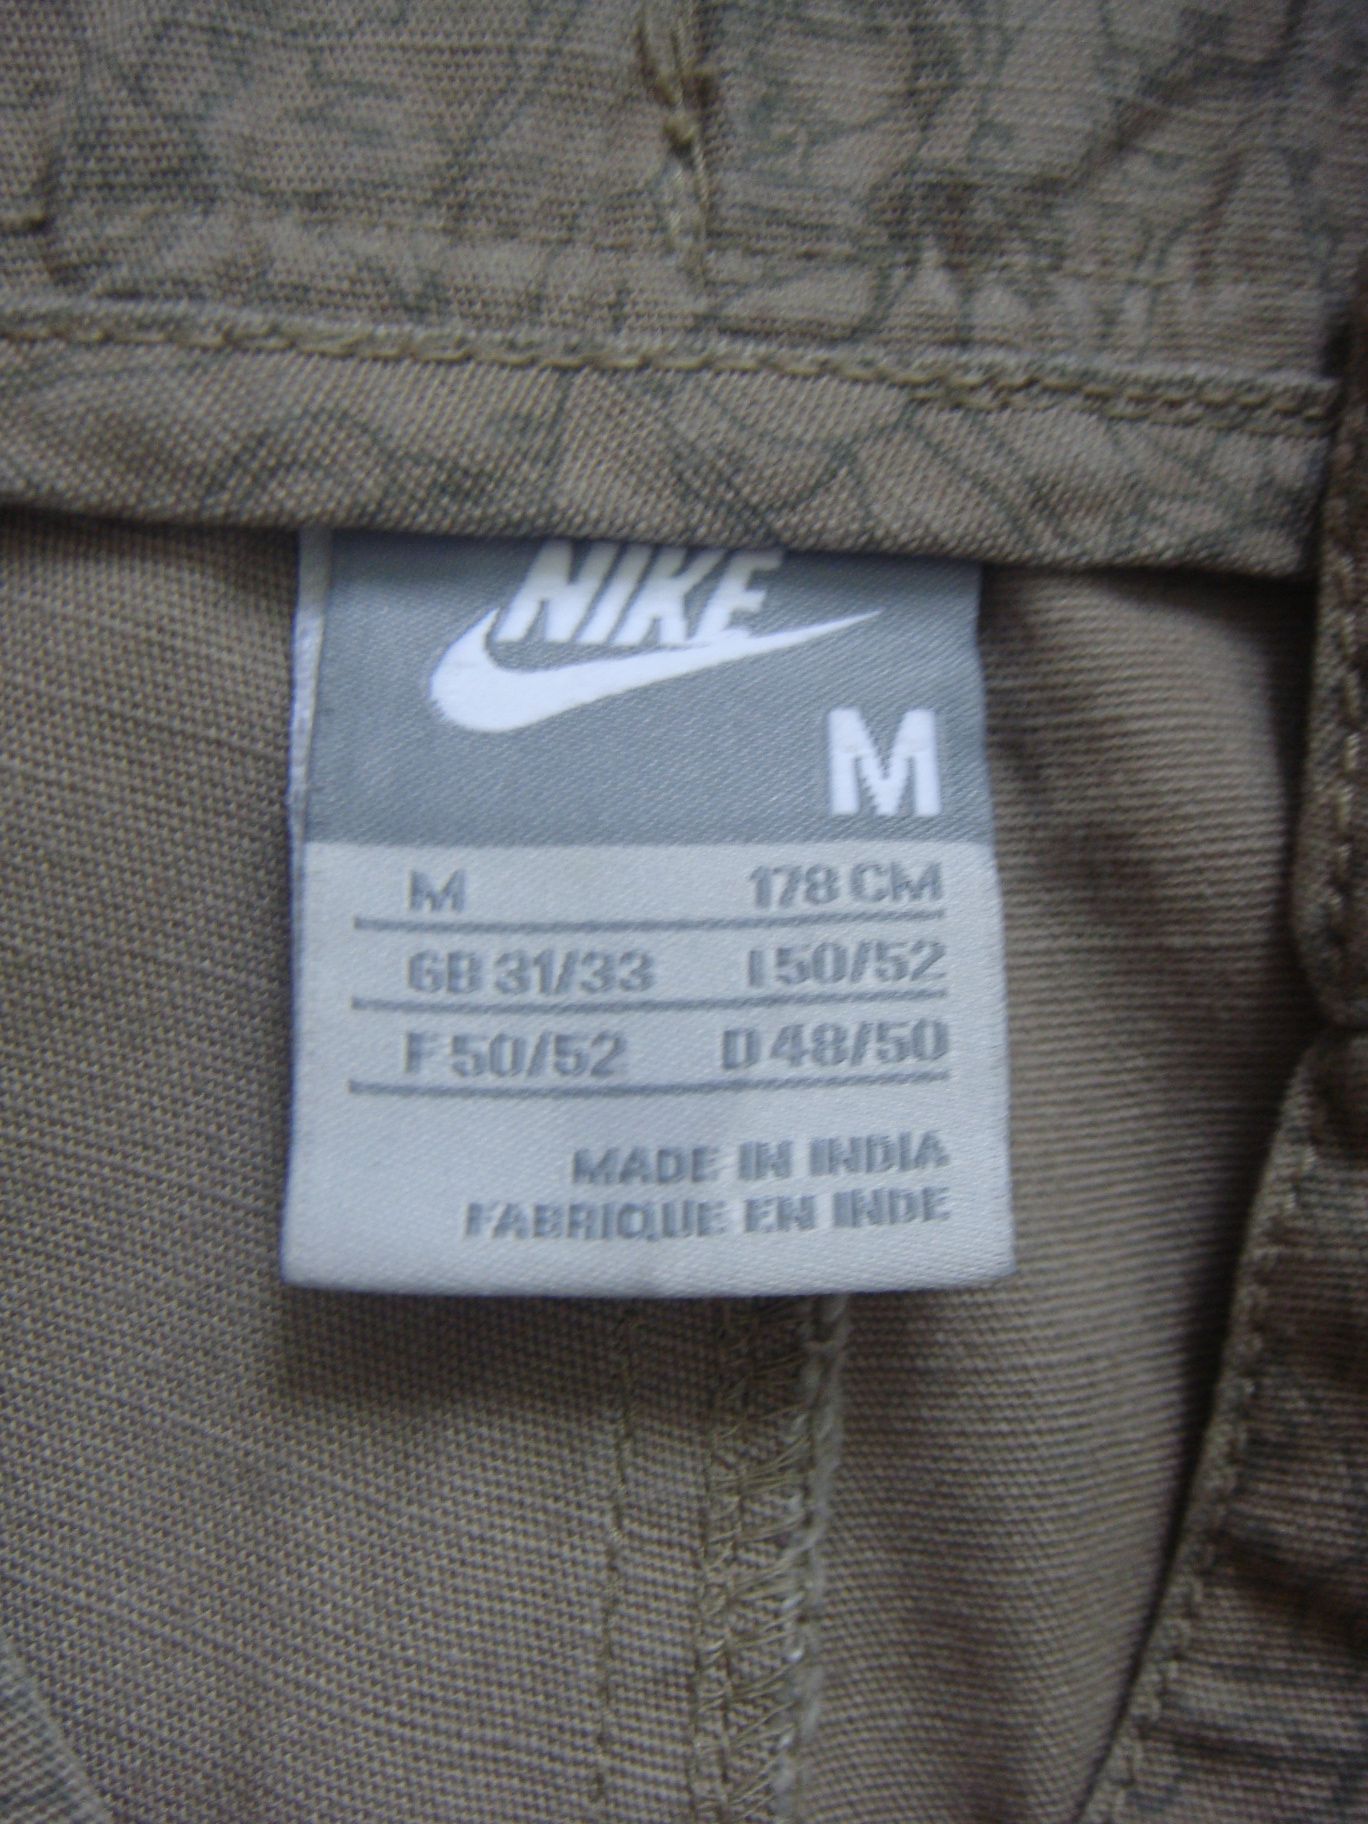 NIKE
M
M 178 CM
GB 31/33 I 50/52
F 50/52 D 48/50
MADE IN INDIA
FABRIQUE EN INDE